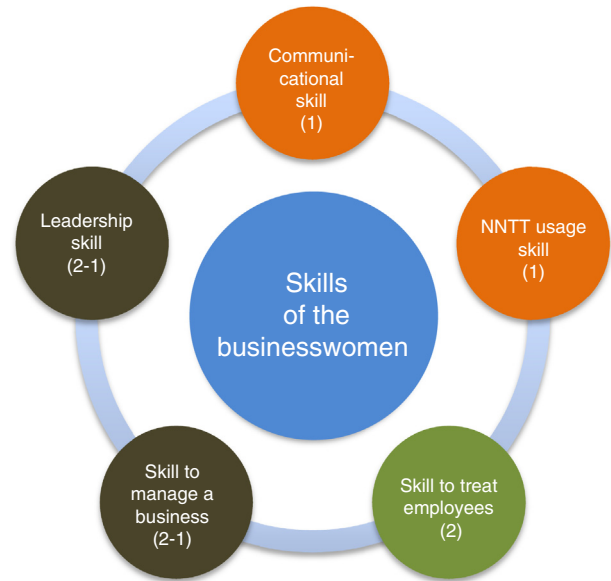 Communi-
cational
skill
(1)
Leadership
skill
(2-1)
NNTT usage
skill
(1)
Skills
of the
businesswomen
Skill to
manage a
business
(2-1)
Skill to treat
employees
(2)